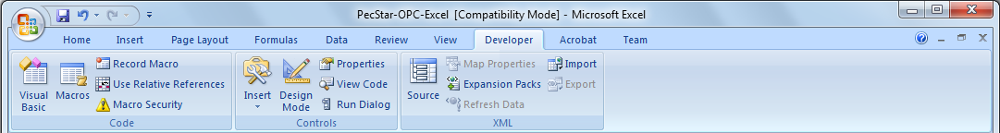 PecStar-OPC-Excel [Compatibility Mode] - Microsoft Excel
Home Insert Page Layout Formulas Data Review View Developer Acrobat Team
Visual Basic
Macros
Record Macro
Use Relative References
Macro Security
Code
Insert
Design Mode
Properties
View Code
Run Dialog
Controls
Source
Map Properties
Expansion Packs
Refresh Data
Import
Export
XML